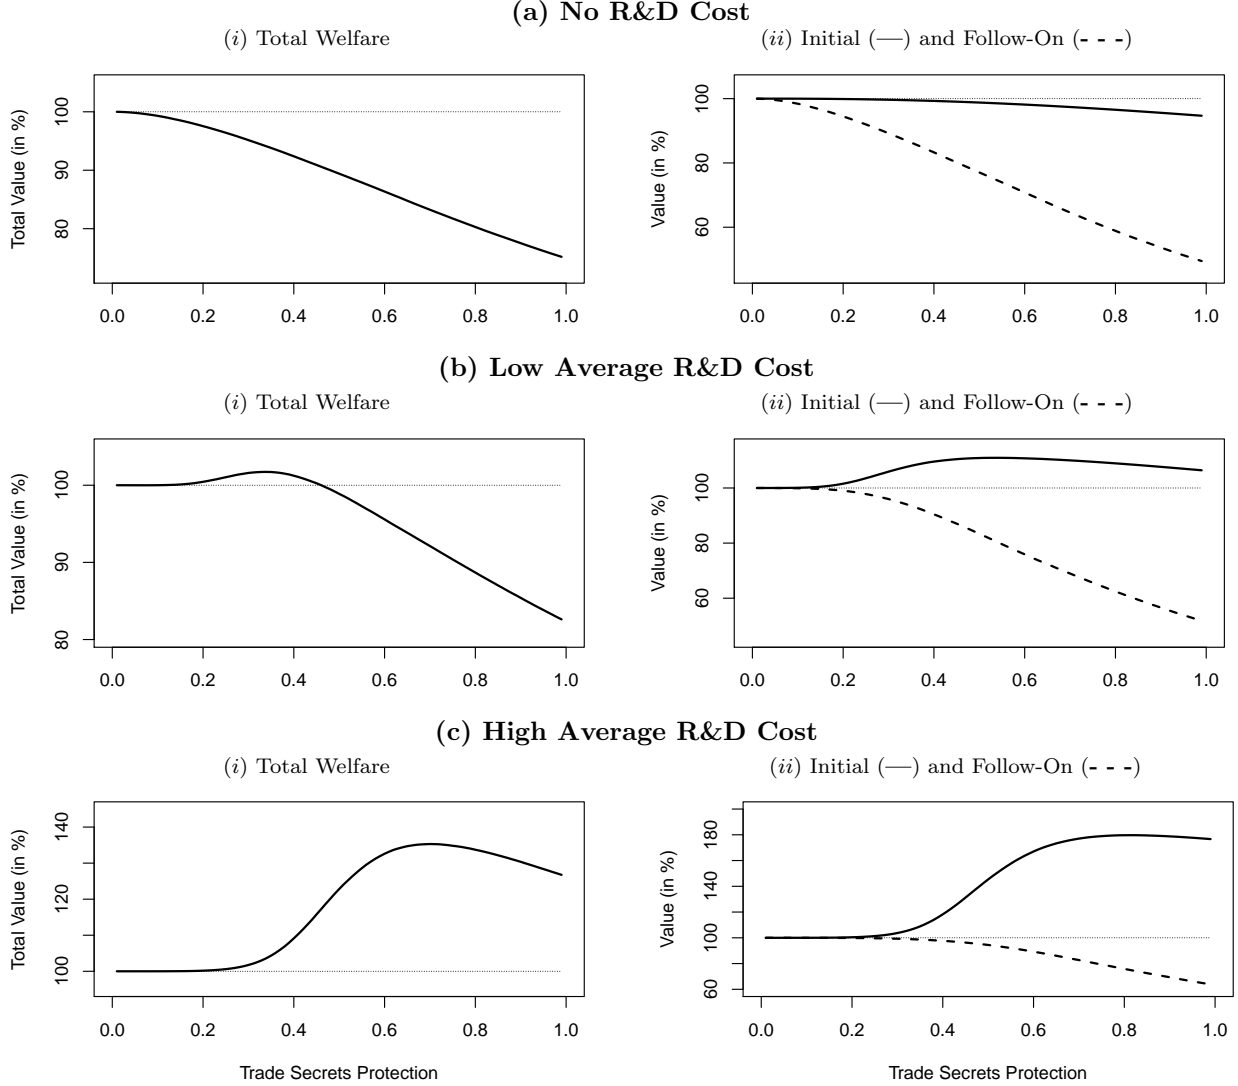 (a) No R&D Cost
(i) Total Welfare
(ii) Initial (—) and Follow-On (- - -)
Total Value (in %)
100
90
80
0.0 0.2 0.4 0.6 0.8 1.0
Value (in %)
100
80
60
0.0 0.2 0.4 0.6 0.8 1.0
(b) Low Average R&D Cost
(i) Total Welfare
(ii) Initial (—) and Follow-On (- - -)
Total Value (in %)
100
90
80
0.0 0.2 0.4 0.6 0.8 1.0
Value (in %)
100
80
60
0.0 0.2 0.4 0.6 0.8 1.0
(c) High Average R&D Cost
(i) Total Welfare
(ii) Initial (—) and Follow-On (- - -)
Total Value (in %)
140
120
100
0.0 0.2 0.4 0.6 0.8 1.0
Trade Secrets Protection
Value (in %)
180
140
100
60
0.0 0.2 0.4 0.6 0.8 1.0
Trade Secrets Protection